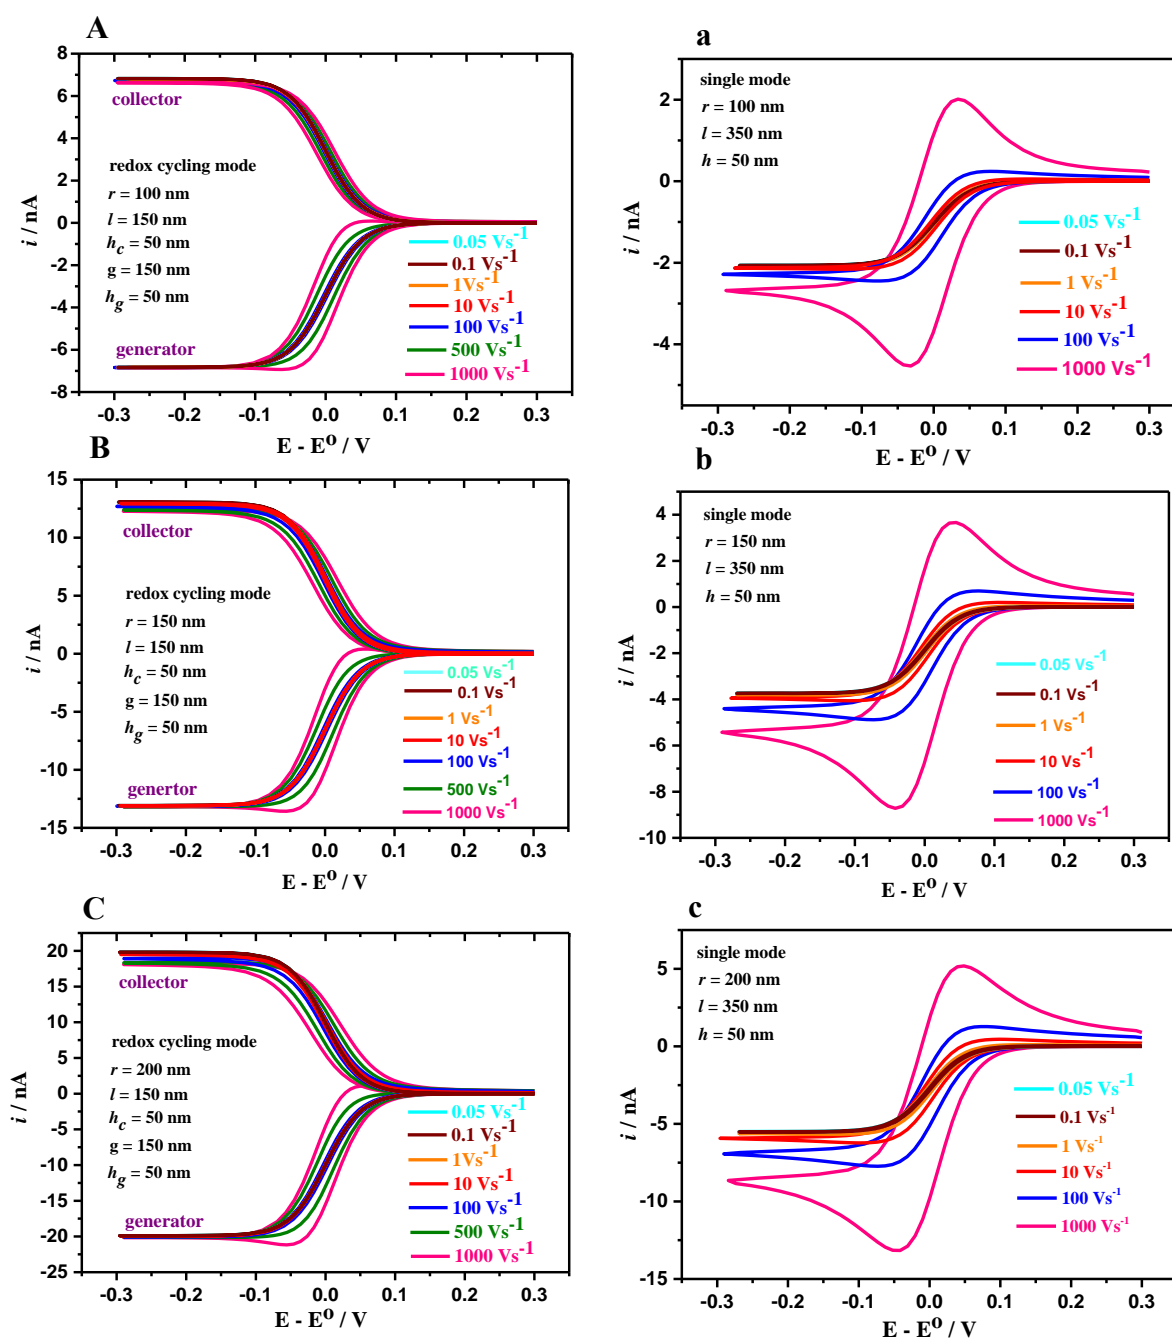 A
8
6
4
2
0
-2
-4
-6
-8
i / nA
collector
redox cycling mode
r = 100 nm
l = 150 nm
h_c = 50 nm
g = 150 nm
h_g = 50 nm
generator
0.05 Vs⁻¹
0.1 Vs⁻¹
1Vs⁻¹
10 Vs⁻¹
100 Vs⁻¹
500 Vs⁻¹
1000 Vs⁻¹
-0.3 -0.2 -0.1 0.0 0.1 0.2 0.3
E - E⁰ / V
a
2
0
-2
-4
i / nA
single mode
r = 100 nm
l = 350 nm
h = 50 nm
0.05 Vs⁻¹
0.1 Vs⁻¹
1 Vs⁻¹
10 Vs⁻¹
100 Vs⁻¹
1000 Vs⁻¹
-0.3 -0.2 -0.1 0.0 0.1 0.2 0.3
E - E⁰ / V
B
15
10
5
0
-5
-10
-15
i / nA
collector
redox cycling mode
r = 150 nm
l = 150 nm
h_c = 50 nm
g = 150 nm
h_g = 50 nm
genertor
0.05 Vs⁻¹
0.1 Vs⁻¹
1 Vs⁻¹
10 Vs⁻¹
100 Vs⁻¹
500 Vs⁻¹
1000 Vs⁻¹
-0.3 -0.2 -0.1 0.0 0.1 0.2 0.3
E - E⁰ / V
b
4
2
0
-2
-4
-6
-8
-10
i / nA
single mode
r = 150 nm
l = 350 nm
h = 50 nm
0.05 Vs⁻¹
0.1 Vs⁻¹
1 Vs⁻¹
10 Vs⁻¹
100 Vs⁻¹
1000 Vs⁻¹
-0.3 -0.2 -0.1 0.0 0.1 0.2 0.3
E - E⁰ / V
C
20
15
10
5
0
-5
-10
-15
-20
-25
i / nA
collector
redox cycling mode
r = 200 nm
l = 150 nm
h_c = 50 nm
g = 150 nm
h_g = 50 nm
generator
0.05 Vs⁻¹
0.1 Vs⁻¹
1Vs⁻¹
10 Vs⁻¹
100 Vs⁻¹
500 Vs⁻¹
1000 Vs⁻¹
-0.3 -0.2 -0.1 0.0 0.1 0.2 0.3
E - E⁰ / V
c
5
0
-5
-10
-15
i / nA
single mode
r = 200 nm
l = 350 nm
h = 50 nm
0.05 Vs⁻¹
0.1 Vs⁻¹
1 Vs⁻¹
10 Vs⁻¹
100 Vs⁻¹
1000 Vs⁻¹
-0.3 -0.2 -0.1 0.0 0.1 0.2 0.3
E - E⁰ / V